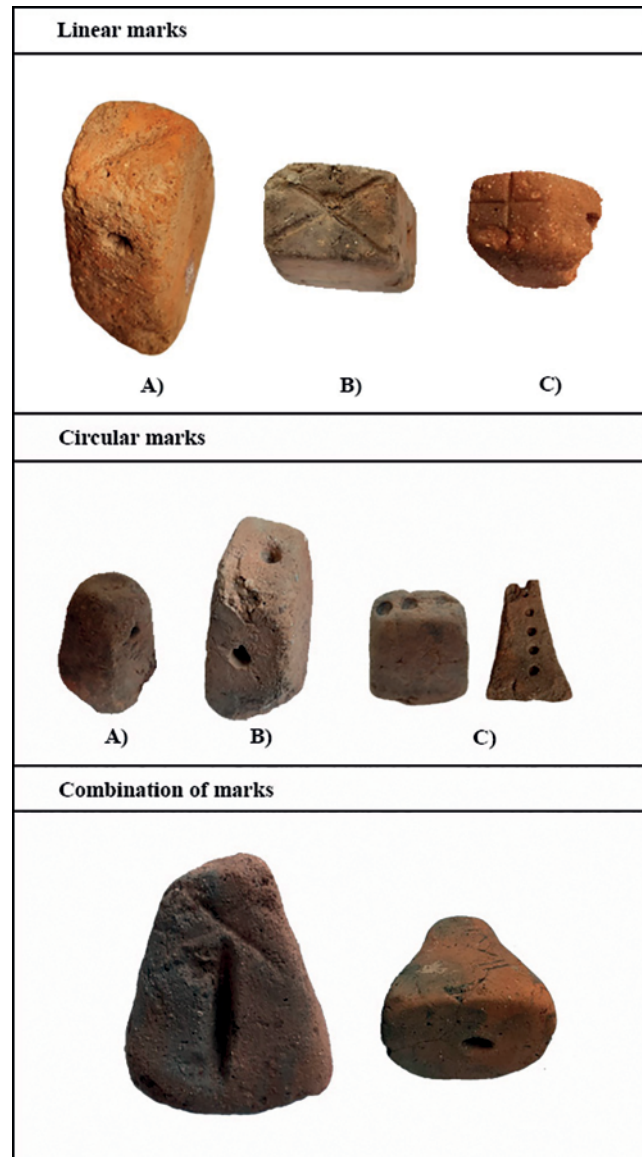 Linear marks
A)
B)
C)
Circular marks
A)
B)
C)
Combination of marks